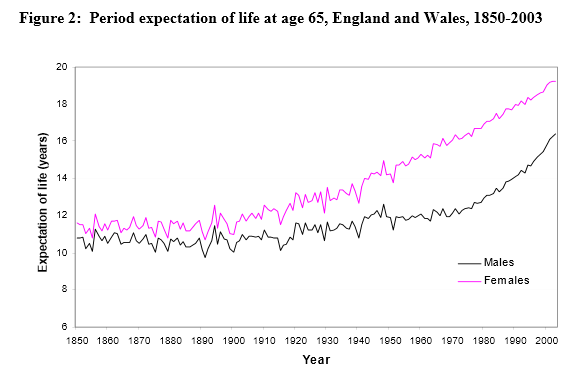 Figure 2:  Period expectation of life at age 65, England and Wales, 1850-2003
20
18
16
14
12
10
8
6
Expectation of life (years)
Males
Females
1850 1860 1870 1880 1890 1900 1910 1920 1930 1940 1950 1960 1970 1980 1990 2000
Year